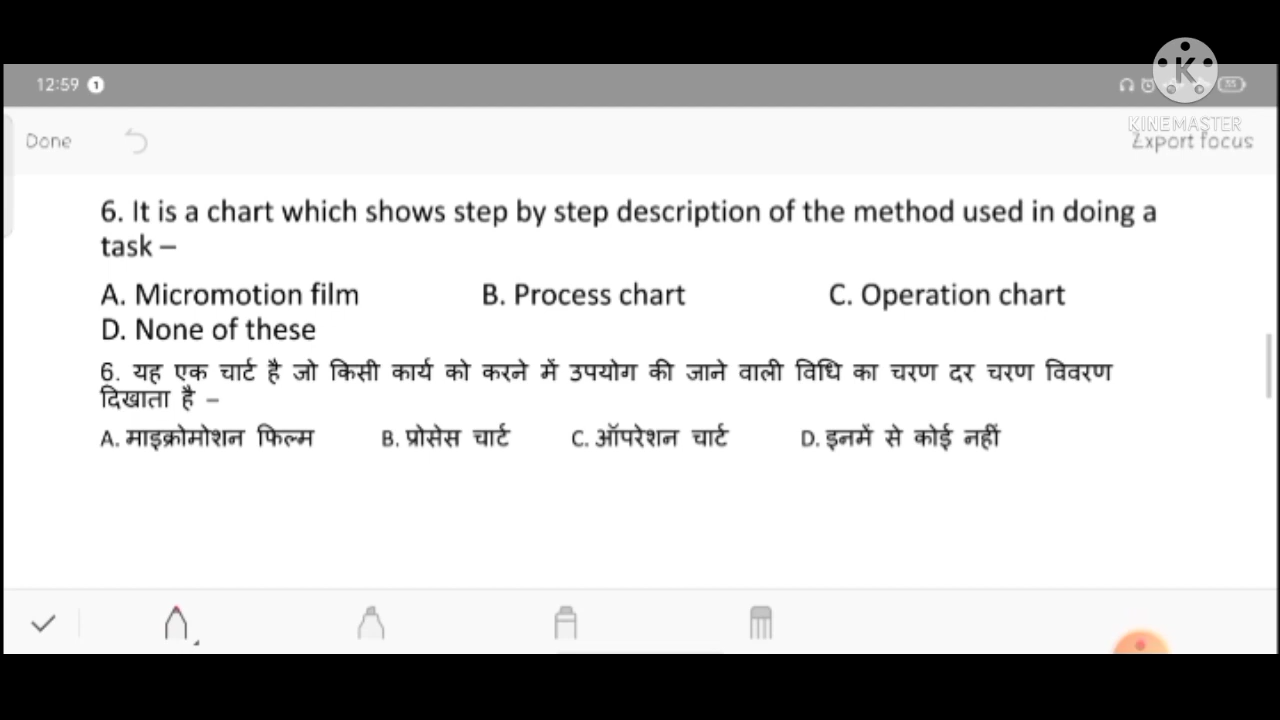 12:59 1
35
KINEMASTER
Done
Export focus
6. It is a chart which shows step by step description of the method used in doing a
task –
A. Micromotion film B. Process chart C. Operation chart
D. None of these
6. यह एक चार्ट है जो किसी कार्य को करने में उपयोग की जाने वाली विधि का चरण दर चरण विवरण
दिखाता है –
A. माइक्रोमोशन फिल्म B. प्रोसेस चार्ट C. ऑपरेशन चार्ट D. इनमें से कोई नहीं